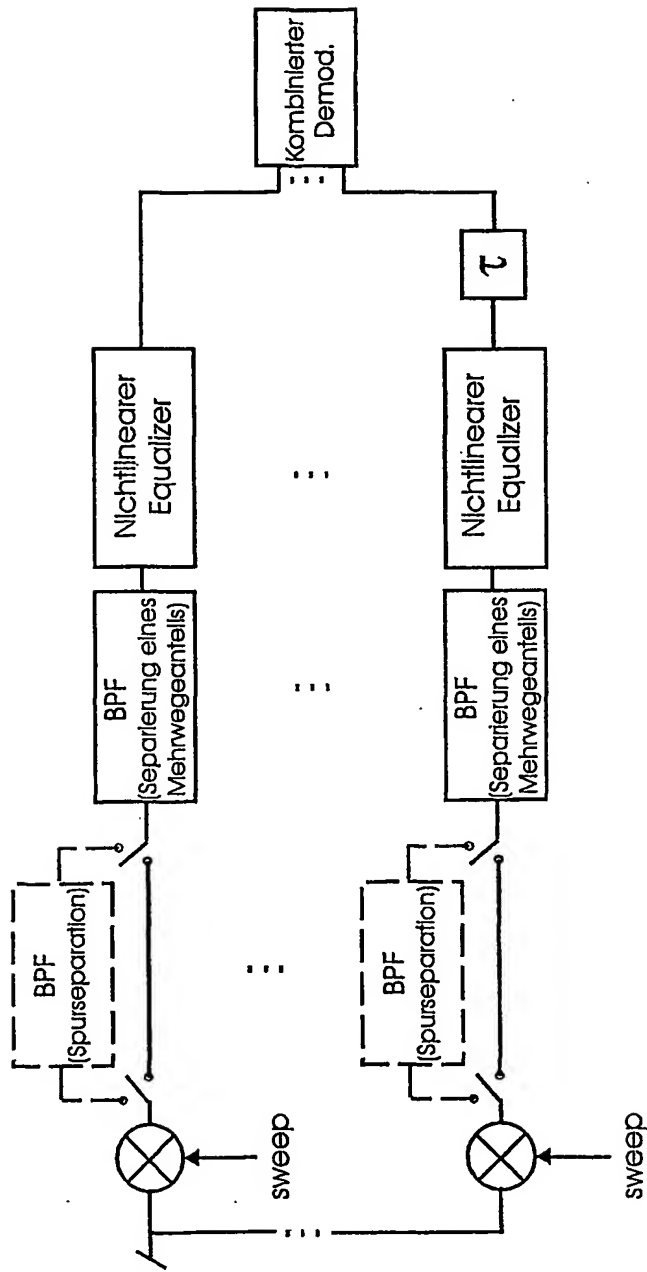 sweep
BPF
(Spurseparation)
BPF
(Separierung eines
Mehrwegeanteils)
Nichtlinearer
Equalizer
Kombinierter
Demod.
sweep
BPF
(Spurseparation)
BPF
(Separierung eines
Mehrwegeanteils)
Nichtlinearer
Equalizer
τ